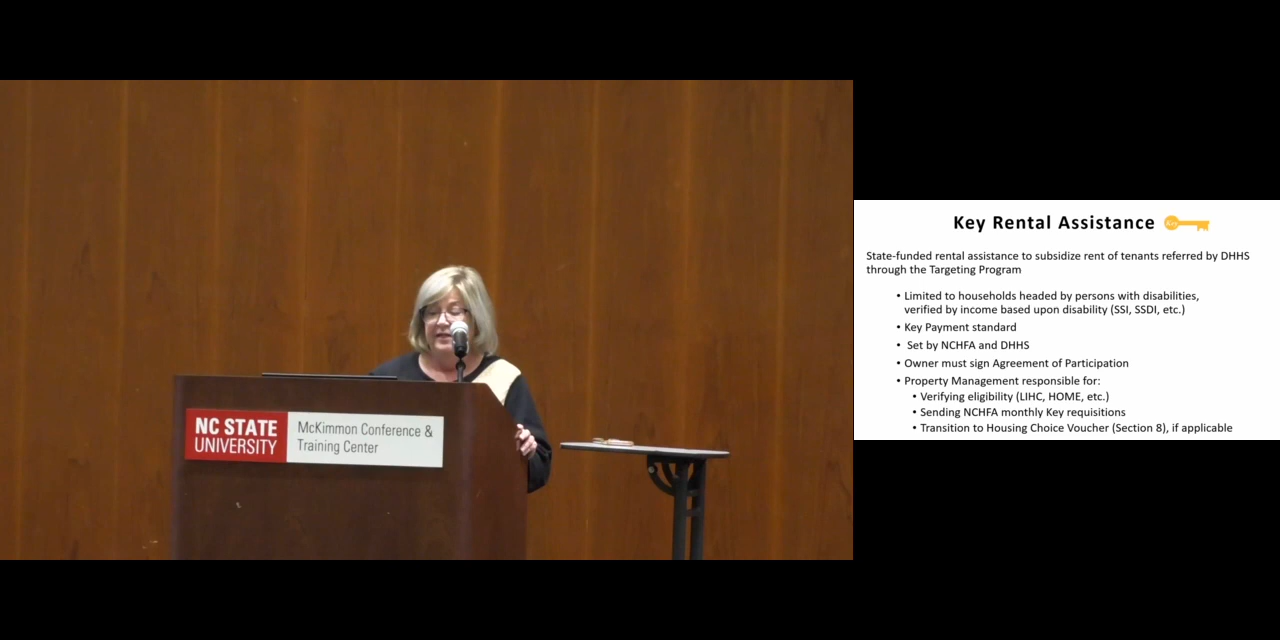 NC STATE
UNIVERSITY
McKimmon Conference &
Training Center
Key Rental Assistance
Key
State-funded rental assistance to subsidize rent of tenants referred by DHHS
through the Targeting Program
• Limited to households headed by persons with disabilities,
verified by income based upon disability (SSI, SSDI, etc.)
• Key Payment standard
• Set by NCHFA and DHHS
• Owner must sign Agreement of Participation
• Property Management responsible for:
• Verifying eligibility (LIHC, HOME, etc.)
• Sending NCHFA monthly Key requisitions
• Transition to Housing Choice Voucher (Section 8), if applicable